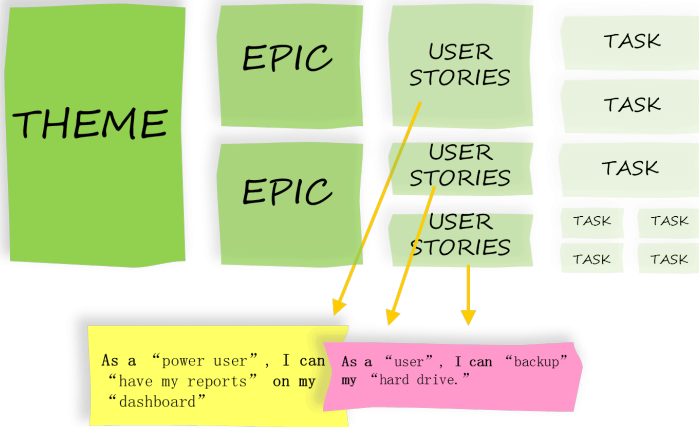 THEME
EPIC
EPIC
USER
STORIES
USER
STORIES
USER
STORIES
TASK
TASK
TASK
TASK
TASK
TASK
TASK
As a “power user”, I can
“have my reports” on my
“dashboard”
As a “user”, I can “backup”
my “hard drive.”